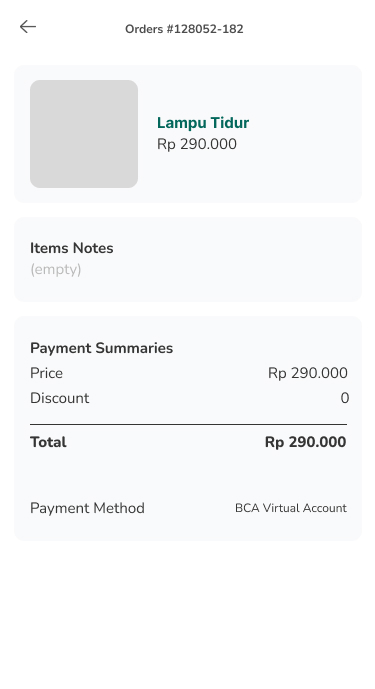 Orders #128052-182
Lampu Tidur
Rp 290.000
Items Notes
(empty)
Payment Summaries
Price Rp 290.000
Discount 0
Total Rp 290.000
Payment Method BCA Virtual Account